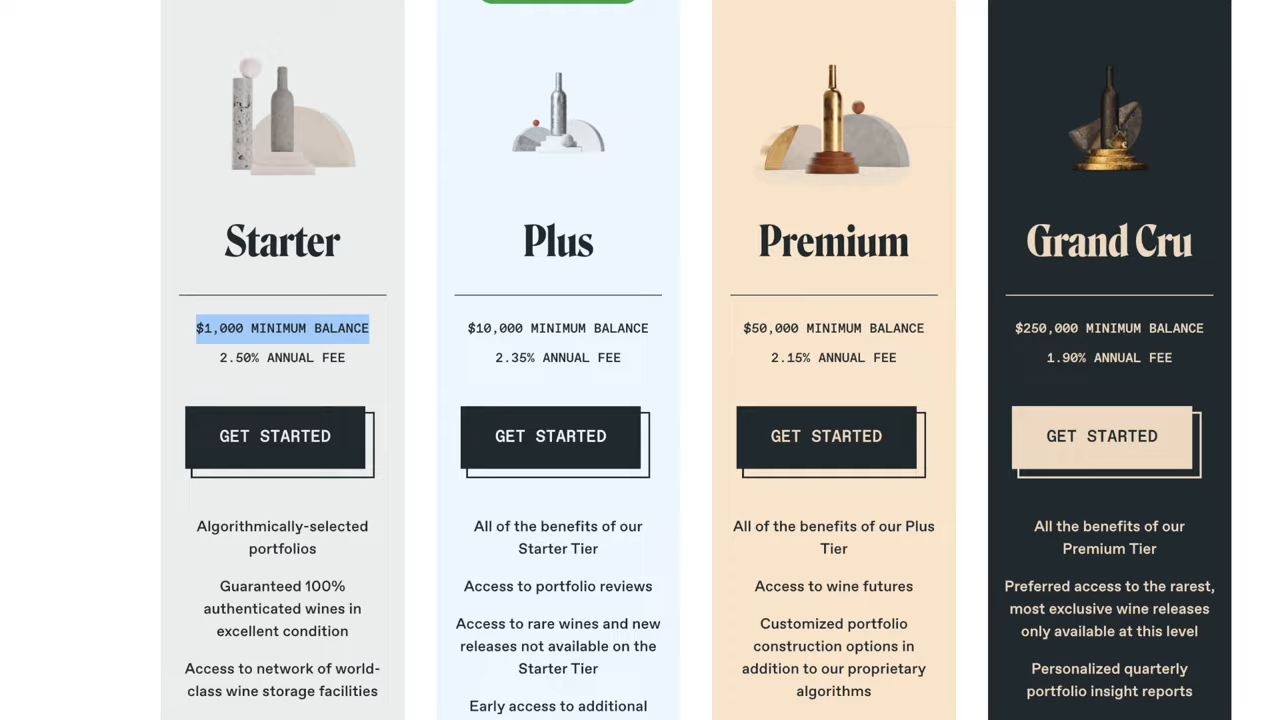 Starter
$1,000 MINIMUM BALANCE
2.50% ANNUAL FEE
GET STARTED
Algorithmically-selected
portfolios
Guaranteed 100%
authenticated wines in
excellent condition
Access to network of world-
class wine storage facilities
Plus
$10,000 MINIMUM BALANCE
2.35% ANNUAL FEE
GET STARTED
All of the benefits of our
Starter Tier
Access to portfolio reviews
Access to rare wines and new
releases not available on the
Starter Tier
Early access to additional
Premium
$50,000 MINIMUM BALANCE
2.15% ANNUAL FEE
GET STARTED
All of the benefits of our Plus
Tier
Access to wine futures
Customized portfolio
construction options in
addition to our proprietary
algorithms
Grand Cru
$250,000 MINIMUM BALANCE
1.90% ANNUAL FEE
GET STARTED
All the benefits of our
Premium Tier
Preferred access to the rarest,
most exclusive wine releases
only available at this level
Personalized quarterly
portfolio insight reports